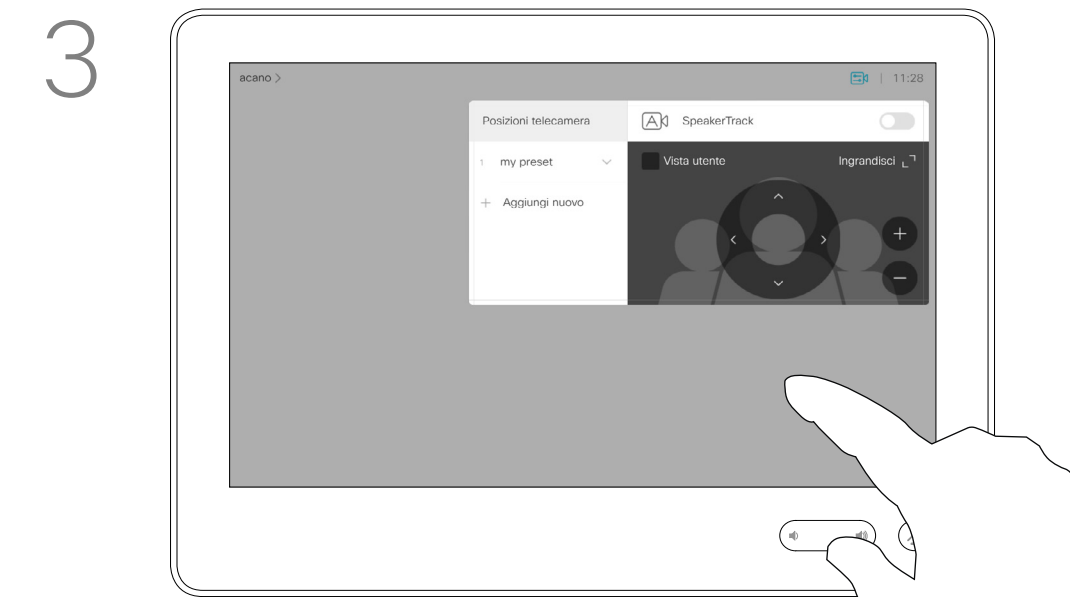 3
acano >
11:28
Posizioni telecamera
SpeakerTrack
1 my preset
Vista utente
Ingrandisci
+ Aggiungi nuovo